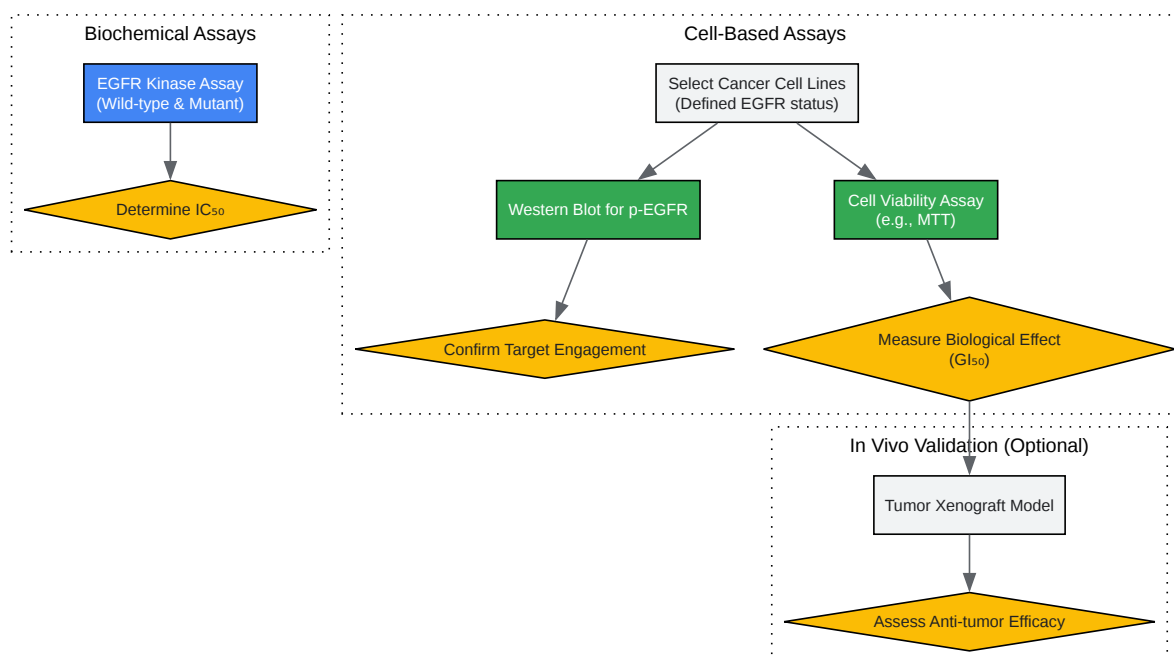 Biochemical Assays
EGFR Kinase Assay
(Wild-type & Mutant)
Determine IC₅₀
Cell-Based Assays
Select Cancer Cell Lines
(Defined EGFR status)
Western Blot for p-EGFR
Cell Viability Assay
(e.g., MTT)
Confirm Target Engagement
Measure Biological Effect
(GI₅₀)
In Vivo Validation (Optional)
Tumor Xenograft Model
Assess Anti-tumor Efficacy